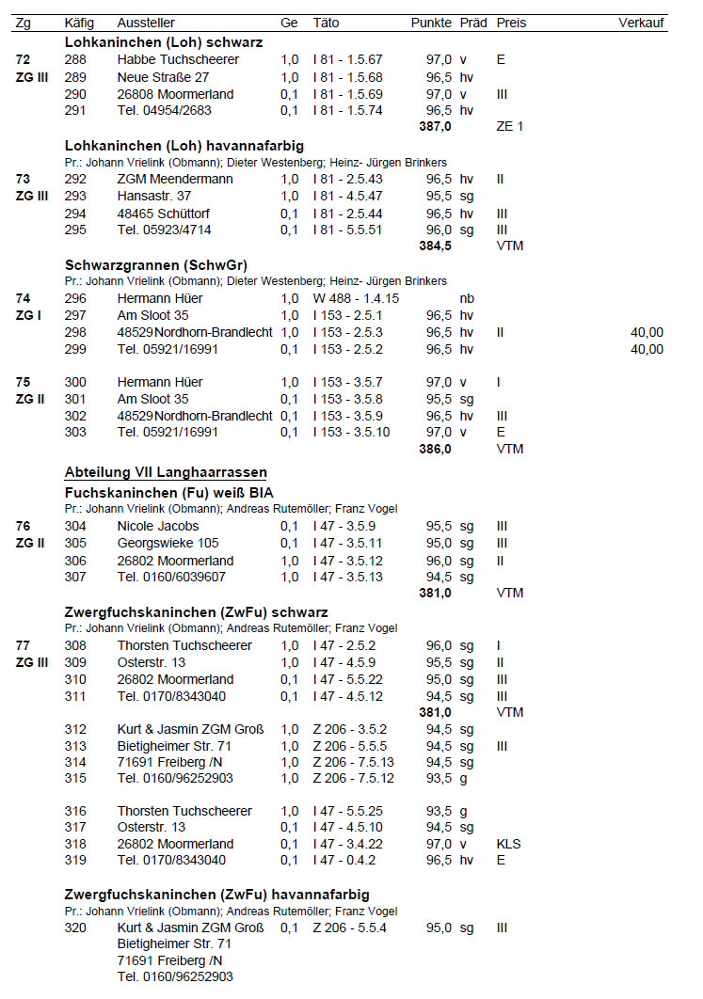 Zg Käfig Aussteller Ge Täto Punkte Präd Preis Verkauf
Lohkaninchen (Loh) schwarz
72 288 Habbe Tuchscheerer 1,0 I 81 - 1.5.67 97,0 v E
ZG III 289 Neue Straße 27 1,0 I 81 - 1.5.68 96,5 hv
290 26808 Moormerland 0,1 I 81 - 1.5.69 97,0 v III
291 Tel. 04954/2683 0,1 I 81 - 1.5.74 96,5 hv
387,0 ZE 1
Lohkaninchen (Loh) havannafarbig
Pr.: Johann Vrielink (Obmann); Dieter Westenberg; Heinz- Jürgen Brinkers
73 292 ZGM Meendermann 1,0 I 81 - 2.5.43 96,5 hv II
ZG III 293 Hansastr. 37 1,0 I 81 - 4.5.47 95,5 sg
294 48465 Schüttorf 0,1 I 81 - 2.5.44 96,5 hv III
295 Tel. 05923/4714 0,1 I 81 - 5.5.51 96,0 sg III
384,5 VTM
Schwarzgrannen (SchwGr)
Pr.: Johann Vrielink (Obmann); Dieter Westenberg; Heinz- Jürgen Brinkers
74 296 Hermann Hüer 1,0 W 488 - 1.4.15 nb
ZG I 297 Am Sloot 35 1,0 I 153 - 2.5.1 96,5 hv
298 48529 Nordhorn-Brandlecht 1,0 I 153 - 2.5.3 96,5 hv II 40,00
299 Tel. 05921/16991 0,1 I 153 - 2.5.2 96,5 hv 40,00
75 300 Hermann Hüer 1,0 I 153 - 3.5.7 97,0 v I
ZG II 301 Am Sloot 35 0,1 I 153 - 3.5.8 95,5 sg
302 48529 Nordhorn-Brandlecht 0,1 I 153 - 3.5.9 96,5 hv III
303 Tel. 05921/16991 0,1 I 153 - 3.5.10 97,0 v E
386,0 VTM
Abteilung VII Langhaarrassen
Fuchskaninchen (Fu) weiß BIA
Pr.: Johann Vrielink (Obmann); Andreas Rutemöller; Franz Vogel
76 304 Nicole Jacobs 0,1 I 47 - 3.5.9 95,5 sg III
ZG II 305 Georgswieke 105 0,1 I 47 - 3.5.11 95,0 sg III
306 26802 Moormerland 1,0 I 47 - 3.5.12 96,0 sg II
307 Tel. 0160/6039607 1,0 I 47 - 3.5.13 94,5 sg
381,0 VTM
Zwergfuchskaninchen (ZwFu) schwarz
Pr.: Johann Vrielink (Obmann); Andreas Rutemöller; Franz Vogel
77 308 Thorsten Tuchscheerer 1,0 I 47 - 2.5.2 96,0 sg I
ZG III 309 Osterstr. 13 1,0 I 47 - 4.5.9 95,5 sg II
310 26802 Moormerland 0,1 I 47 - 5.5.22 95,0 sg III
311 Tel. 0170/8343040 0,1 I 47 - 4.5.12 94,5 sg III
381,0 VTM
312 Kurt & Jasmin ZGM Groß 1,0 Z 206 - 3.5.2 94,5 sg
313 Bietigheimer Str. 71 1,0 Z 206 - 5.5.5 94,5 sg III
314 71691 Freiberg /N 1,0 Z 206 - 7.5.13 94,5 sg
315 Tel. 0160/96252903 1,0 Z 206 - 7.5.12 93,5 g
316 Thorsten Tuchscheerer 1,0 I 47 - 5.5.25 93,5 g
317 Osterstr. 13 0,1 I 47 - 4.5.10 94,5 sg
318 26802 Moormerland 0,1 I 47 - 3.4.22 97,0 v KLS
319 Tel. 0170/8343040 0,1 I 47 - 0.4.2 96,5 hv E
Zwergfuchskaninchen (ZwFu) havannafarbig
Pr.: Johann Vrielink (Obmann); Andreas Rutemöller; Franz Vogel
320 Kurt & Jasmin ZGM Groß 0,1 Z 206 - 5.5.4 95,0 sg III
Bietigheimer Str. 71
71691 Freiberg /N
Tel. 0160/96252903